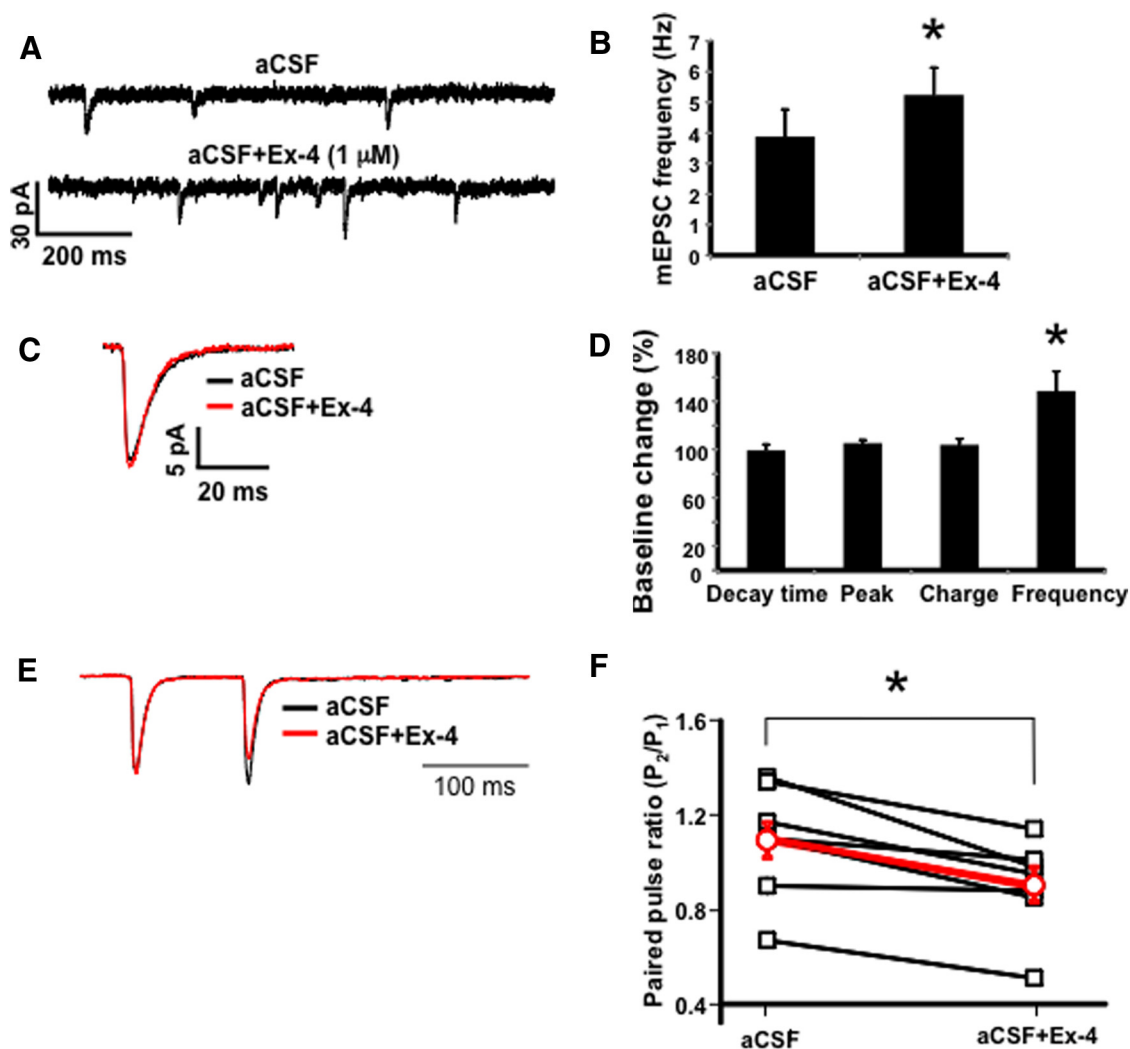 A
aCSF
aCSF+Ex-4 (1 μM)
30 pA
200 ms
B
*
mEPSC frequency (Hz)
7
6
5
4
3
2
1
0
aCSF
aCSF+Ex-4
C
aCSF
aCSF+Ex-4
5 pA
20 ms
D
*
Baseline change (%)
180
140
100
60
20
0
Decay time
Peak
Charge
Frequency
E
aCSF
aCSF+Ex-4
100 ms
F
*
Paired pulse ratio (P₂/P₁)
1.6
1.2
0.8
0.4
aCSF
aCSF+Ex-4